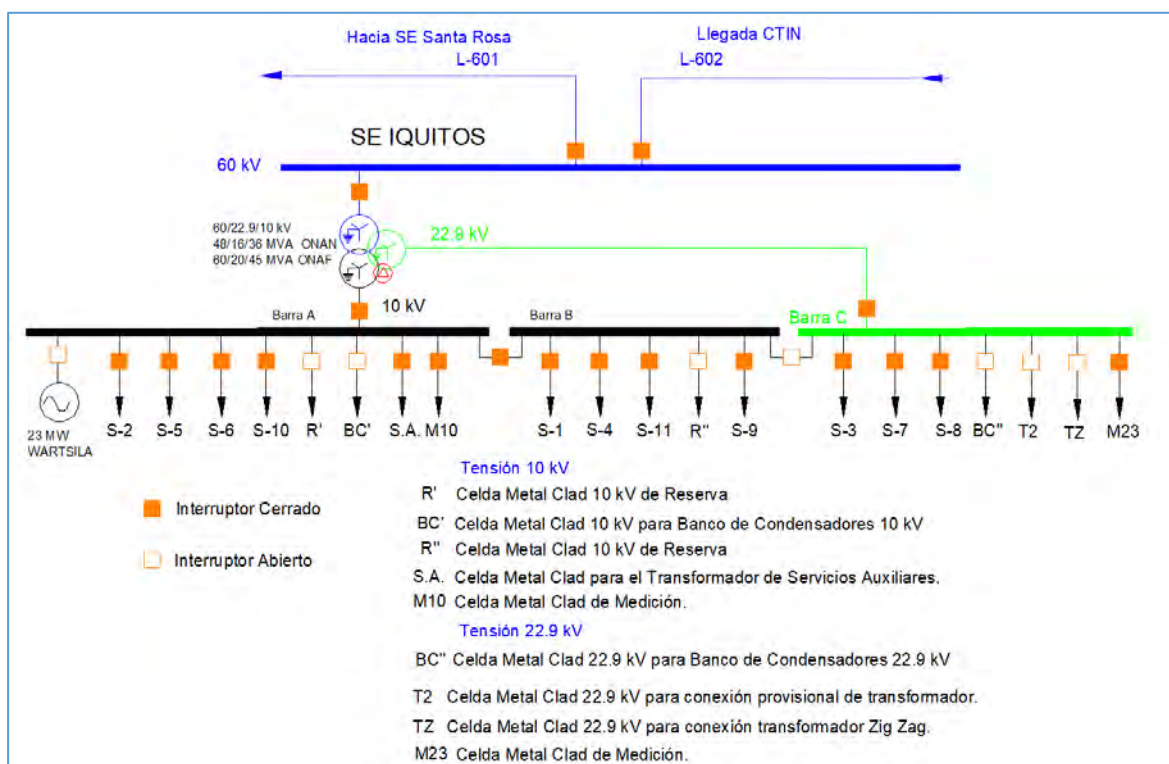 Hacia SE Santa Rosa
L-601
Llegada CTIN
L-602
SE IQUITOS
60 kV
60/22.9/10 kV
48/16/36 MVA ONAN
60/20/45 MVA ONAF
22.9 kV
10 kV
Barra A
Barra B
Barra C
23 MW
WARTSILA
S-2 S-5 S-6 S-10 R' BC' S.A. M10 S-1 S-4 S-11 R" S-9 S-3 S-7 S-8 BC" T2 TZ M23
Tensión 10 kV
R' Celda Metal Clad 10 kV de Reserva
Interruptor Cerrado
BC' Celda Metal Clad 10 kV para Banco de Condensadores 10 kV
R" Celda Metal Clad 10 kV de Reserva
Interruptor Abierto
S.A. Celda Metal Clad para el Transformador de Servicios Auxiliares.
M10 Celda Metal Clad de Medición.
Tensión 22.9 kV
BC" Celda Metal Clad 22.9 kV para Banco de Condensadores 22.9 kV
T2 Celda Metal Clad 22.9 kV para conexión provisional de transformador.
TZ Celda Metal Clad 22.9 kV para conexión transformador Zig Zag.
M23 Celda Metal Clad de Medición.